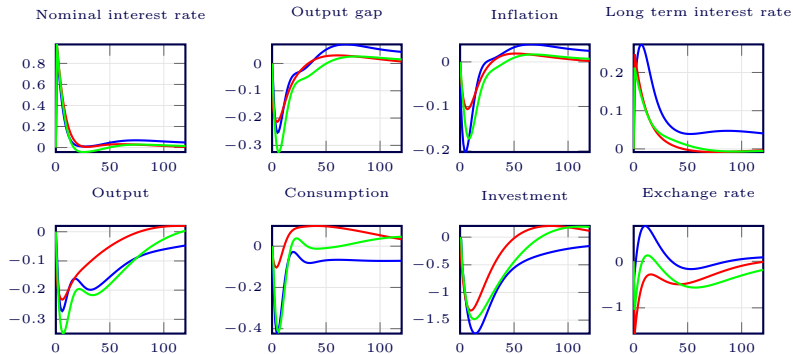 Nominal interest rate
Output gap
Inflation
Long term interest rate
0.8
0.6
0.4
0.2
0
0 50 100
0
−0.1
−0.2
−0.3
0 50 100
0
−0.1
−0.2
0 50 100
0.2
0.1
0
0 50 100
Output
Consumption
Investment
Exchange rate
0
−0.1
−0.2
−0.3
0 50 100
0
−0.2
−0.4
0 50 100
0
−0.5
−1
−1.5
0 50 100
0
−1
0 50 100